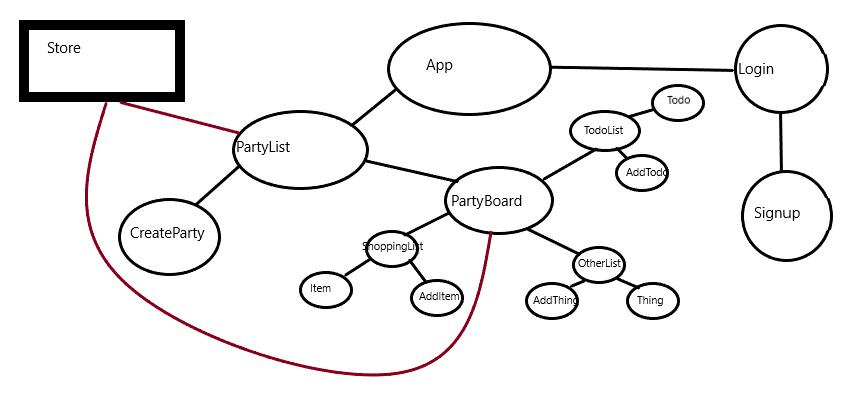 Store
App
Login
Todo
TodoList
PartyList
AddTodo
PartyBoard
Signup
CreateParty
ShoppingList
OtherList
Item
AddItem
AddThing
Thing